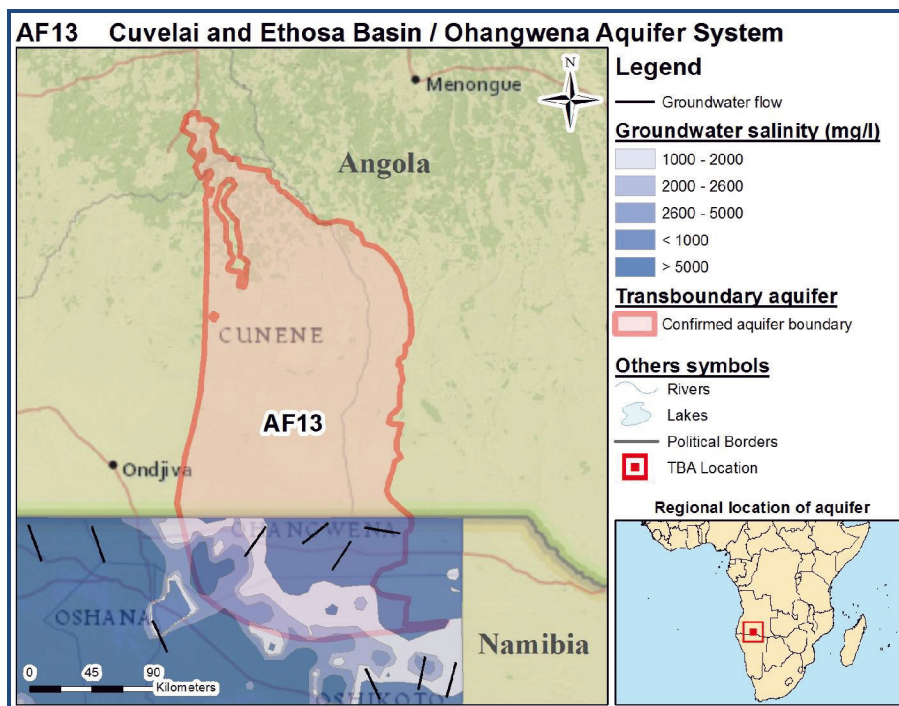 AF13 Cuvelai and Ethosa Basin / Ohangwena Aquifer System
N
Menongue
Angola
CUNENE
AF13
Ondjiva
OHANGWENA
OSHANA
Namibia
OSHIKOTO
0 45 90
Kilometers
Legend
Groundwater flow
Groundwater salinity (mg/l)
1000 - 2000
2000 - 2600
2600 - 5000
< 1000
> 5000
Transboundary aquifer
Confirmed aquifer boundary
Others symbols
Rivers
Lakes
Political Borders
TBA Location
Regional location of aquifer